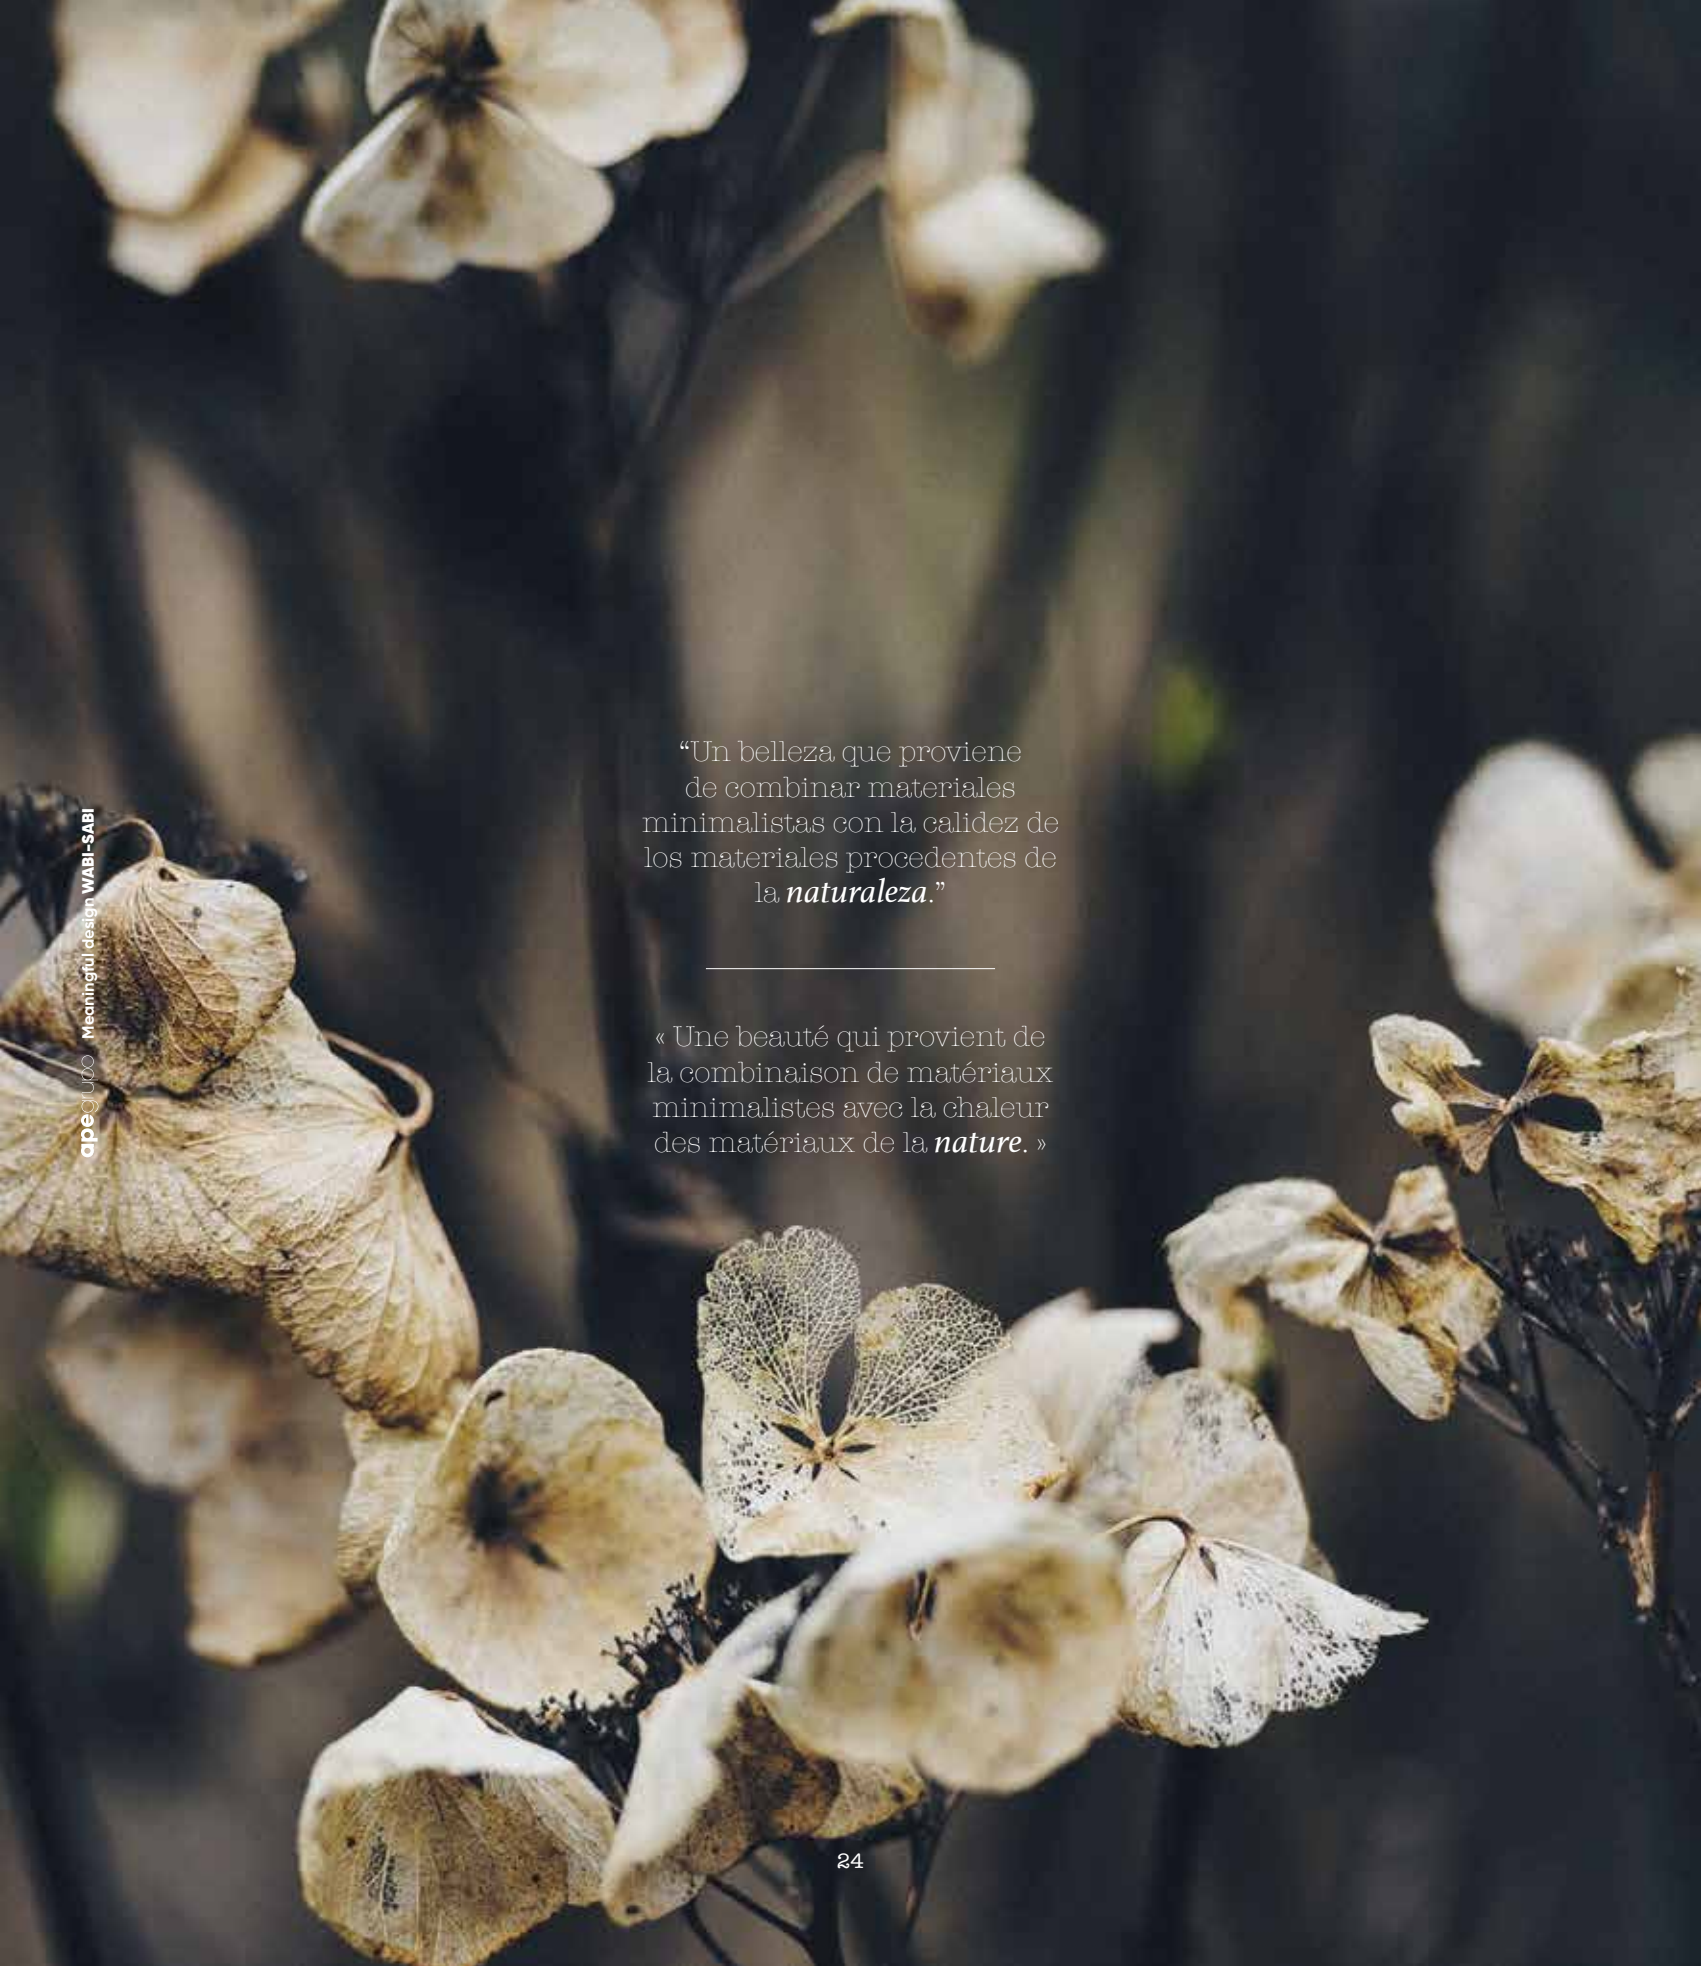 “Un belleza que proviene
de combinar materiales
minimalistas con la calidez de
los materiales procedentes de
la naturaleza.”
« Une beauté qui provient de
la combinaison de matériaux
minimalistes avec la chaleur
des matériaux de la nature. »
apegrupo Meaningful design WABI-SABI
24